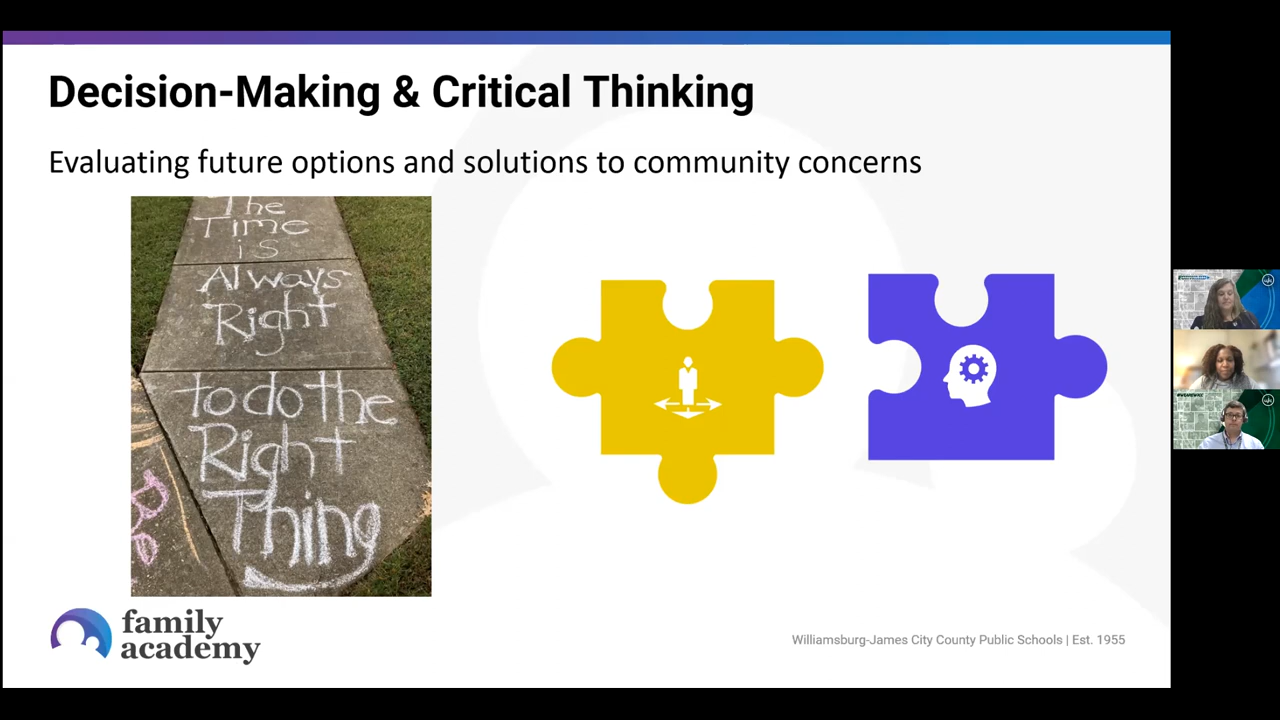 Decision-Making & Critical Thinking
Evaluating future options and solutions to community concerns
The
Time
is
Always
Right
to do the
Right
Thing
Be
family
academy
Williamsburg-James City County Public Schools | Est. 1955